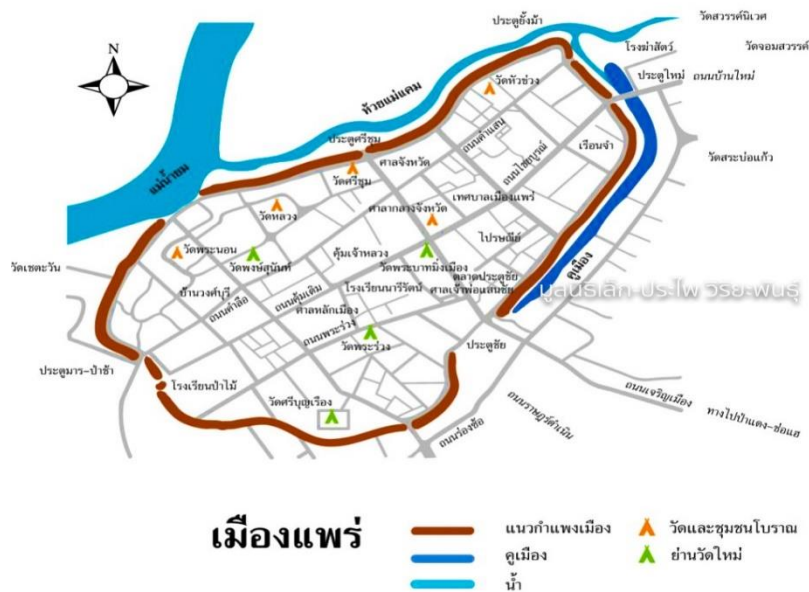 วัดสวรรค์นิเวศ
ประตูยั้งม้า
โรงฆ่าสัตว์
วัดจอมสวรรค์
N
ประตูใหม่
ถนนบ้านใหม่
วัดหัวข่วง
ห้วยแม่แคม
ประตูศรีชุม
ถนนคำแสน
เรือนจำ
ศาลจังหวัด
ถนนไชยบูรณ์
วัดสระบ่อแก้ว
แม่น้ำยม
วัดศรีชุม
เทศบาลเมืองแพร่
วัดหลวง
ศาลากลางจังหวัด
ไปรษณีย์
วัดพระนอน
คุ้มเจ้าหลวง
วัดพงษ์สุนันท์
วัดพระบาทมิ่งเมือง
คูเมือง
วัดเชตะวัน
ตลาดประตูชัย
บ้านวงศ์บุรี
โรงเรียนนารีรัตน์
ศาลเจ้าพ่อแสนชัย
มูลนิธิเล็ก-ประไพ วิริยะพันธุ์
ถนนคุ้มเดิม
ถนนคำลือ
ศาลหลักเมือง
ถนนพระร่วง
วัดพระร่วง
ประตูชัย
ประตูมาร-ป่าช้า
โรงเรียนป่าไม้
ถนนเจริญเมือง
วัดศรีบุญเรือง
ทางไปป่าแดง-ช่อแฮ
ถนนราษฎร์ดำเนิน
ถนนร่องซ้อ
เมืองแพร่
แนวกำแพงเมือง
วัดและชุมชนโบราณ
คูเมือง
ย่านวัดใหม่
น้ำ